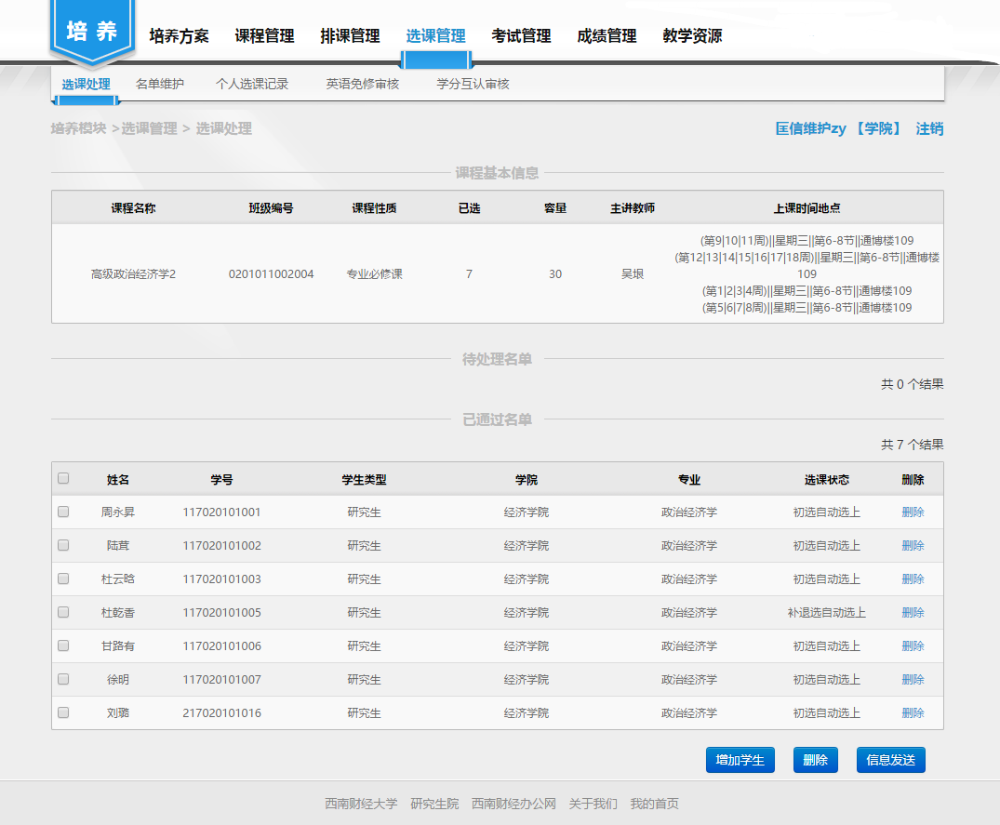 培养
培养方案 课程管理 排课管理 选课管理 考试管理 成绩管理 教学资源
选课处理 名单维护 个人选课记录 英语免修审核 学分互认审核
培养模块 >选课管理 > 选课处理
匡信维护zy 【学院】 注销
课程基本信息
课程名称 班级编号 课程性质 已选 容量 主讲教师 上课时间地点
高级政治经济学2 0201011002004 专业必修课 7 30 吴垠
(第9|10|11周)||星期三||第6-8节||通博楼109
(第12|13|14|15|16|17|18周)||星期三||第6-8节||通博楼
109
(第1|2|3|4周)||星期三||第6-8节||通博楼109
(第5|6|7|8周)||星期三||第6-8节||通博楼109
待处理名单
共 0 个结果
已通过名单
共 7 个结果
姓名 学号 学生类型 学院 专业 选课状态 删除
周永昇 117020101001 研究生 经济学院 政治经济学 初选自动选上 删除
陆茸 117020101002 研究生 经济学院 政治经济学 初选自动选上 删除
杜云晗 117020101003 研究生 经济学院 政治经济学 初选自动选上 删除
杜乾香 117020101005 研究生 经济学院 政治经济学 补退选自动选上 删除
甘路有 117020101006 研究生 经济学院 政治经济学 初选自动选上 删除
徐明 117020101007 研究生 经济学院 政治经济学 初选自动选上 删除
刘璐 217020101016 研究生 经济学院 政治经济学 初选自动选上 删除
增加学生 删除 信息发送
西南财经大学 研究生院 西南财经办公网 关于我们 我的首页